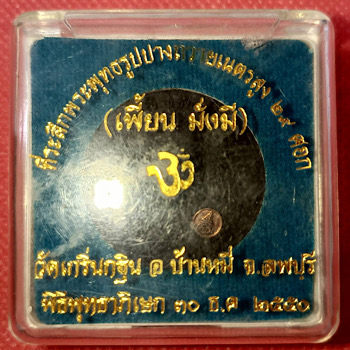 ที่ระลึกพระพุทธรูปปางถวายเนตรสูง ๒๙ ศอก
(เพี้ยน มั่งมี)
วัดเกริ่นกฐิน อ บ้านหมี่ จ.ลพบุรี
พิธีพุทธาภิเษก ๓๐ ธ.ค ๒๕๕๐